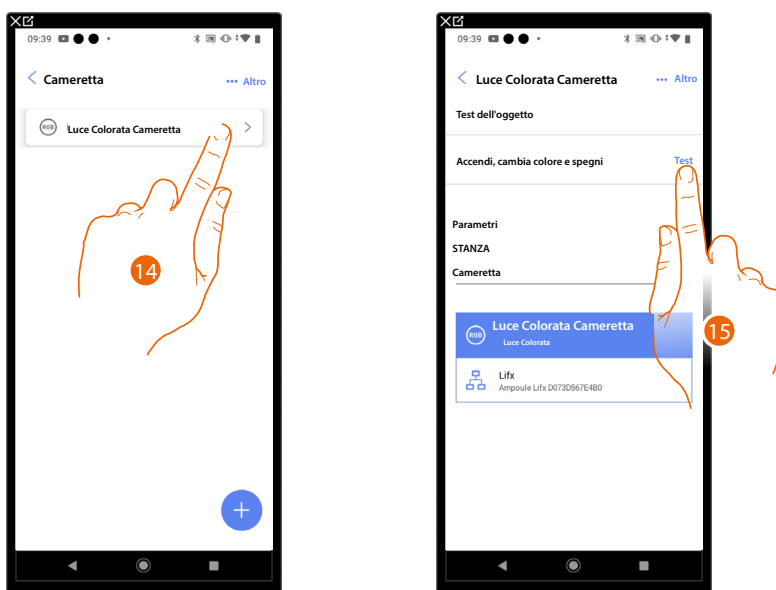 09:39
Cameretta
••• Altro
RGB
Luce Colorata Cameretta
14
09:39
Luce Colorata Cameretta
••• Altro
Test dell'oggetto
Accendi, cambia colore e spegni
Test
Parametri
STANZA
Cameretta
RGB
Luce Colorata Cameretta
Luce Colorata
15
Lifx
Ampoule Lifx D073D567E4B0